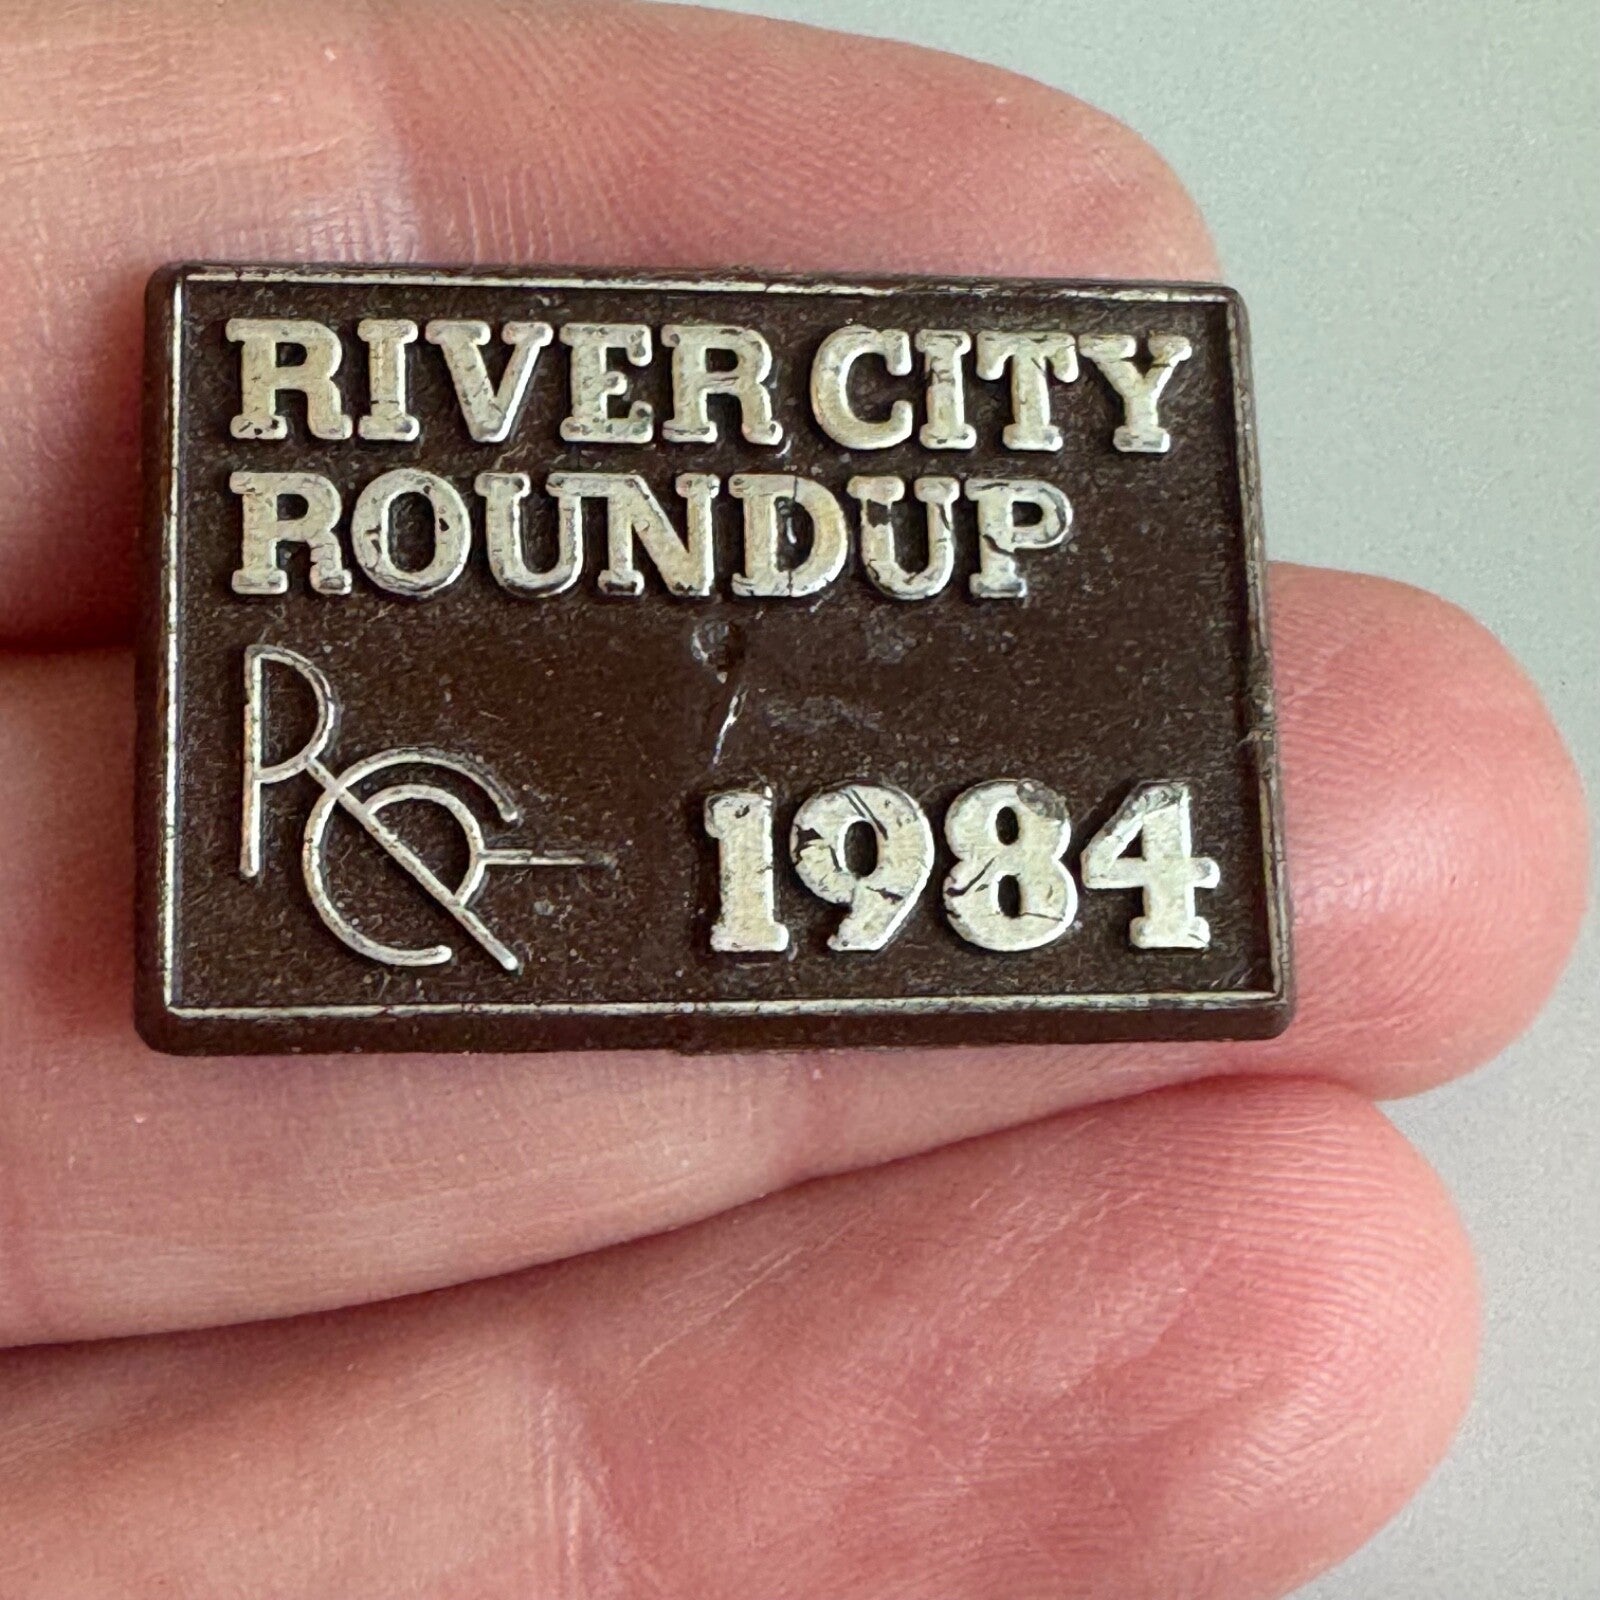 RIVER CITY
ROUNDUP
RCR
1984